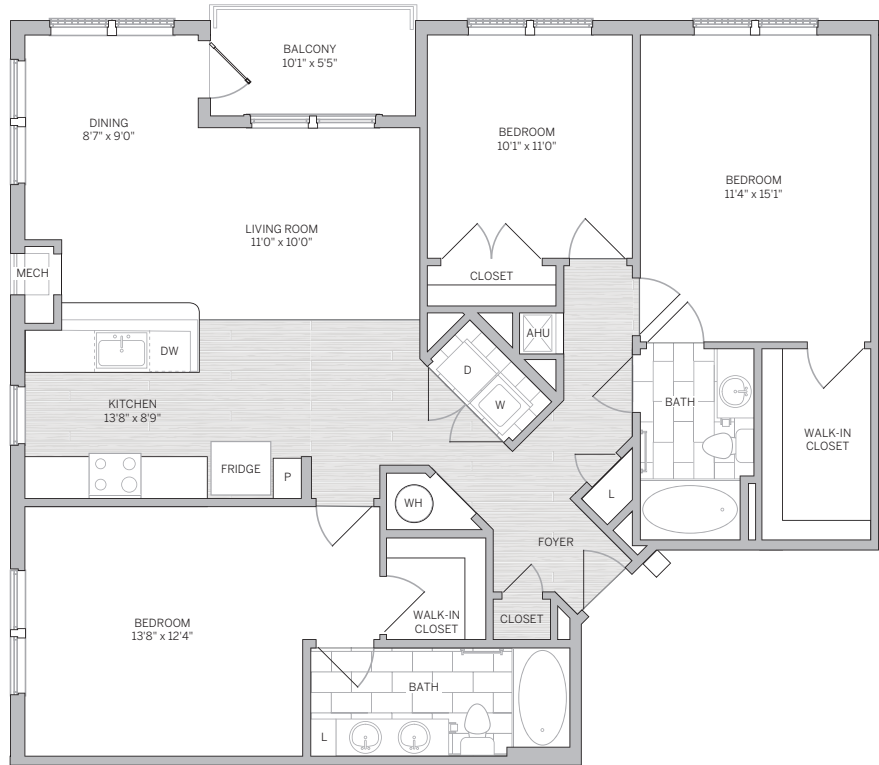 BALCONY
10'1" x 5'5"
DINING
8'7" x 9'0"
BEDROOM
10'1" x 11'0"
BEDROOM
11'4" x 15'1"
LIVING ROOM
11'0" x 10'0"
MECH
CLOSET
AHU
DW
D
W
KITCHEN
13'8" x 8'9"
BATH
WALK-IN
CLOSET
FRIDGE
P
WH
L
FOYER
BEDROOM
13'8" x 12'4"
WALK-IN
CLOSET
CLOSET
BATH
L